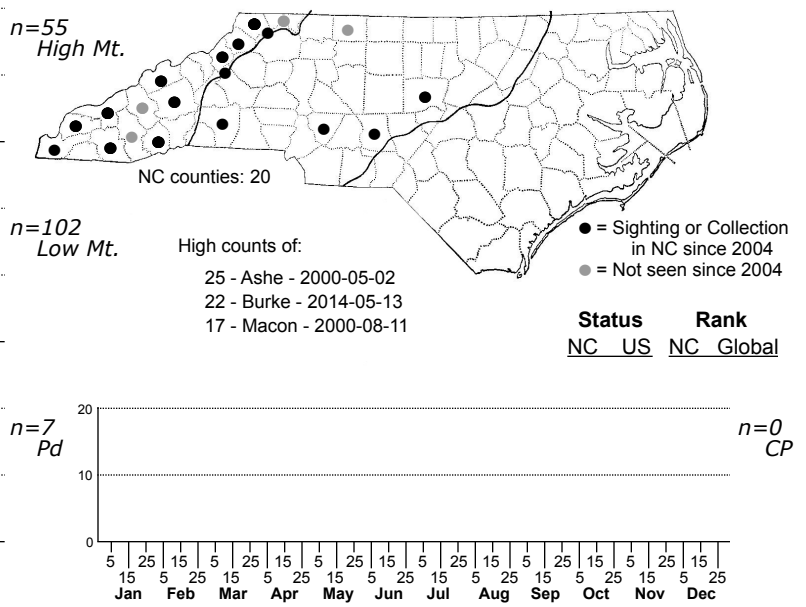 n=55
High Mt.
NC counties: 20
n=102
Low Mt.
High counts of:
25 - Ashe - 2000-05-02
22 - Burke - 2014-05-13
17 - Macon - 2000-08-11
● = Sighting or Collection
in NC since 2004
● = Not seen since 2004
Status Rank
NC US NC Global
n=7
Pd
20
10
0
n=0
CP
5 25 15 5 25 15 5 25 15 5 25 15 5 25 15 5 25 15
15 5 25 15 5 25 15 5 25 15 5 25 15 5 25 15 5 25
Jan Feb Mar Apr May Jun Jul Aug Sep Oct Nov Dec